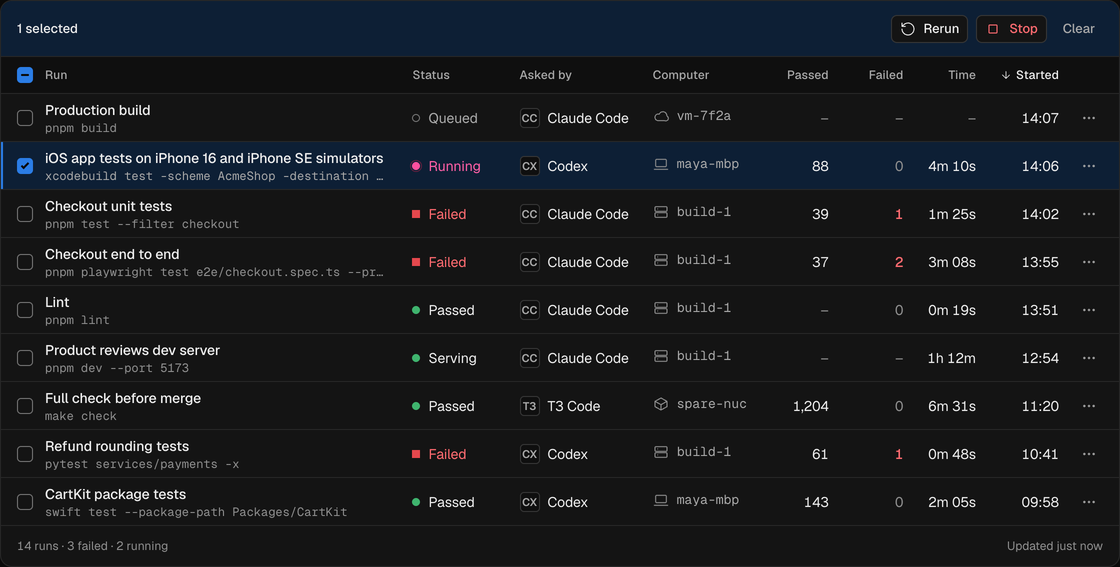 1 selected Rerun Stop Clear
Run Status Asked by Computer Passed Failed Time ↓ Started
Production build
pnpm build
Queued CC Claude Code vm-7f2a – – – 14:07 ···
iOS app tests on iPhone 16 and iPhone SE simulators
xcodebuild test -scheme AcmeShop -destination …
Running CX Codex maya-mbp 88 0 4m 10s 14:06 ···
Checkout unit tests
pnpm test --filter checkout
Failed CC Claude Code build-1 39 1 1m 25s 14:02 ···
Checkout end to end
pnpm playwright test e2e/checkout.spec.ts --pr…
Failed CC Claude Code build-1 37 2 3m 08s 13:55 ···
Lint
pnpm lint
Passed CC Claude Code build-1 – 0 0m 19s 13:51 ···
Product reviews dev server
pnpm dev --port 5173
Serving CC Claude Code build-1 – – 1h 12m 12:54 ···
Full check before merge
make check
Passed T3 T3 Code spare-nuc 1,204 0 6m 31s 11:20 ···
Refund rounding tests
pytest services/payments -x
Failed CX Codex build-1 61 1 0m 48s 10:41 ···
CartKit package tests
swift test --package-path Packages/CartKit
Passed CX Codex maya-mbp 143 0 2m 05s 09:58 ···
14 runs · 3 failed · 2 running Updated just now